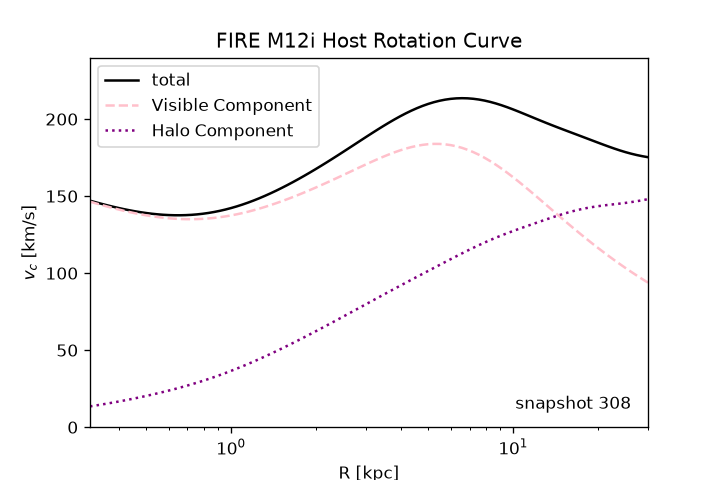 FIRE M12i Host Rotation Curve
total
Visible Component
Halo Component
200
150
100
50
0
v_c [km/s]
snapshot 308
10^0
10^1
R [kpc]